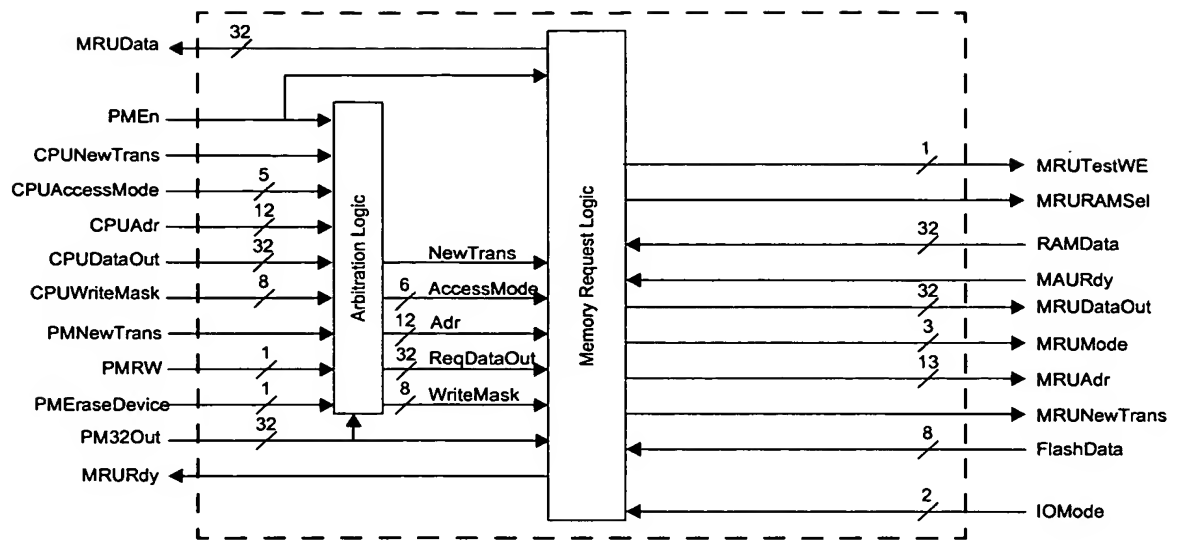 MRUData
32
PMEn
CPUNewTrans
CPUAccessMode
5
CPUAdr
12
CPUDataOut
32
CPUWriteMask
8
PMNewTrans
PMRW
1
PMEraseDevice
1
PM32Out
32
MRURdy
Arbitration Logic
NewTrans
6
AccessMode
12
Adr
32
ReqDataOut
8
WriteMask
Memory Request Logic
1
MRUTestWE
MRURAMSel
32
RAMData
MAURdy
32
MRUDataOut
3
MRUMode
13
MRUAdr
MRUNewTrans
8
FlashData
2
IOMode